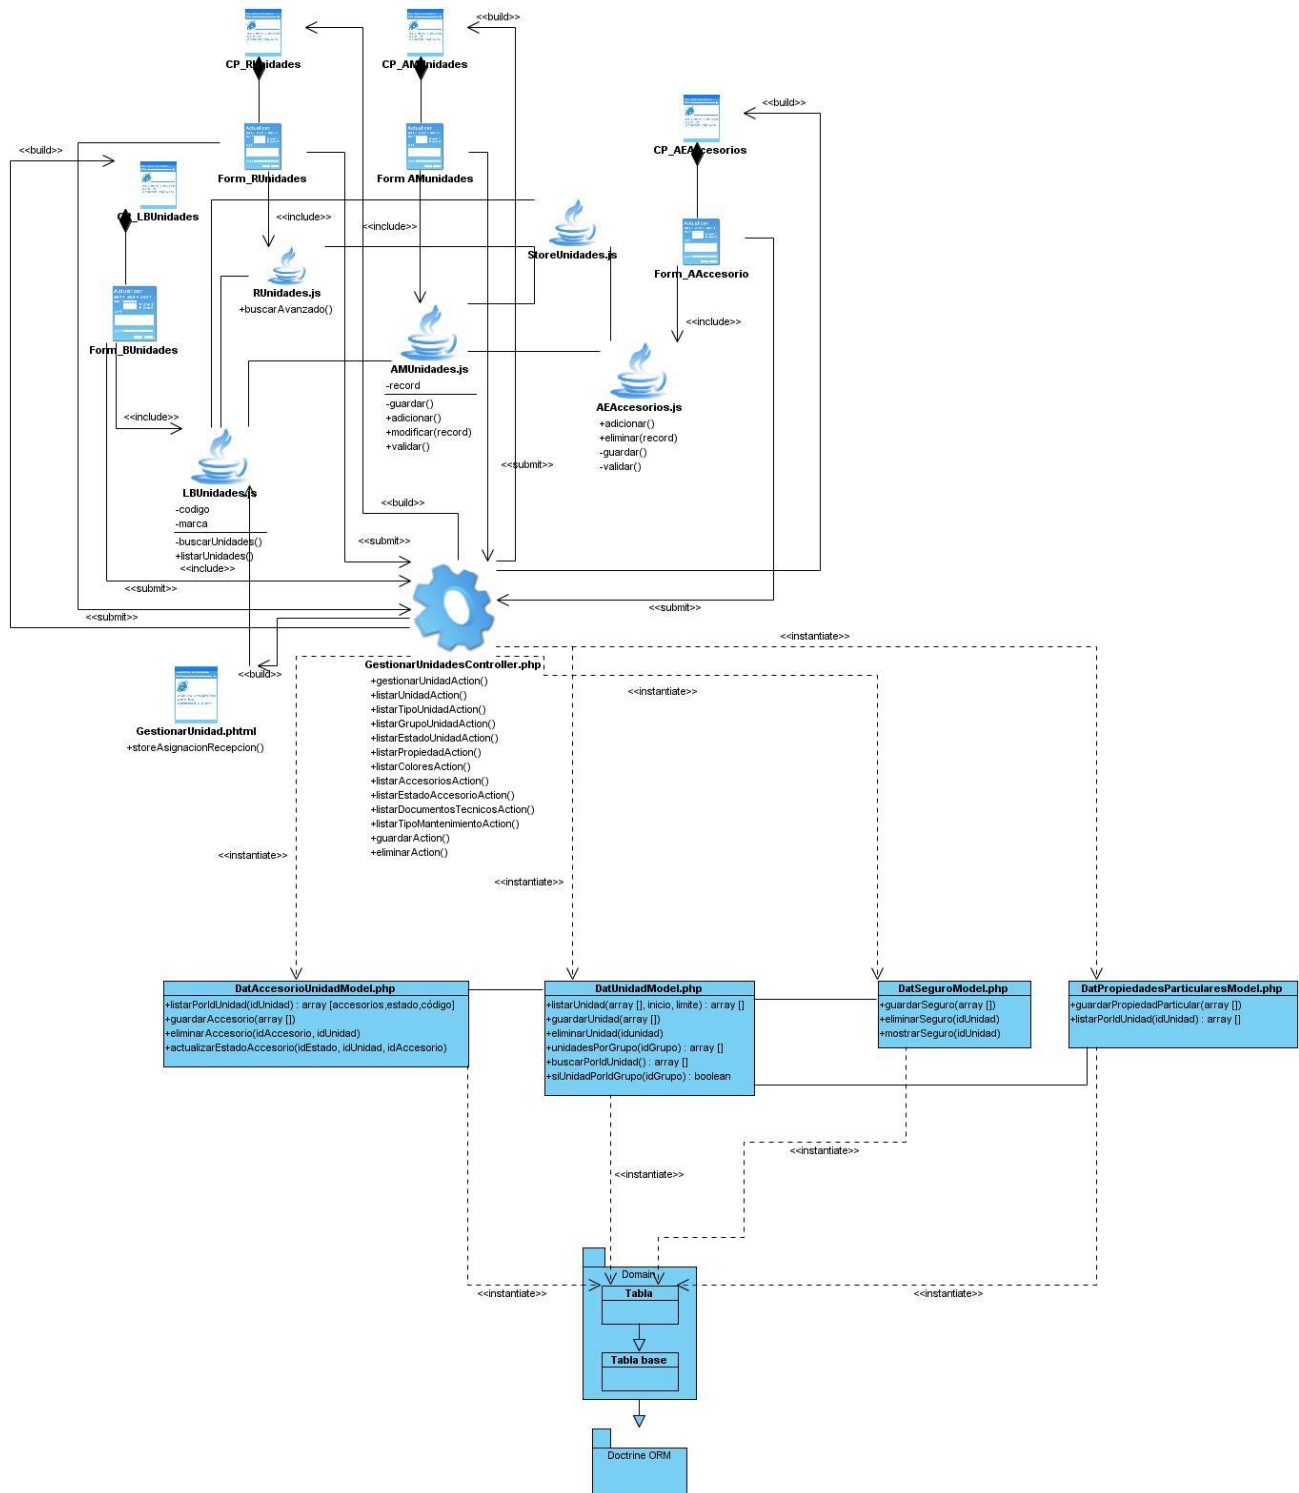 <<build>>
<<build>>
CP_RUnidades
CP_AMUnidades
<<build>>
CP_AEAccesorios
Form_RUnidades
Form AMunidades
CP_LBUnidades
<<include>>
<<include>>
StoreUnidades.js
Form_AAccesorio
RUnidades.js
+buscarAvanzado()
<<include>>
Form_BUnidades
AMUnidades.js
-record
-guardar()
+adicionar()
+modificar(record)
+validar()
AEAccesorios.js
+adicionar()
+eliminar(record)
-guardar()
-validar()
<<include>>
<<submit>>
LBUnidades.js
-codigo
-marca
-buscarUnidades()
+listarUnidades()
<<include>>
<<build>>
<<submit>>
<<submit>>
<<submit>>
<<submit>>
<<instantiate>>
<<build>>
GestionarUnidad.phtml
+storeAsignacionRecepcion()
GestionarUnidadesController.php
+gestionarUnidadAction()
+listarUnidadAction()
+listarTipoUnidadAction()
+listarGrupoUnidadAction()
+listarEstadoUnidadAction()
+listarPropiedadAction()
+listarColoresAction()
+listarAccesoriosAction()
+listarEstadoAccesorioAction()
+listarDocumentosTecnicosAction()
+listarTipoMantenimientoAction()
+guardarAction()
+eliminarAction()
<<instantiate>>
<<instantiate>>
<<instantiate>>
DatAccesorioUnidadModel.php
+listarPorIdUnidad(idUnidad) : array [accesorios,estado,código]
+guardarAccesorio(array [])
+eliminarAccesorio(idAccesorio, idUnidad)
+actualizarEstadoAccesorio(idEstado, idUnidad, idAccesorio)
DatUnidadModel.php
+listarUnidad(array [], inicio, limite) : array []
+guardarUnidad(array [])
+eliminarUnidad(idunidad)
+unidadesPorGrupo(idGrupo) : array []
+buscarPorIdUnidad() : array []
+siUnidadPorIdGrupo(idGrupo) : boolean
DatSeguroModel.php
+guardarSeguro(array [])
+eliminarSeguro(idUnidad)
+mostrarSeguro(idUnidad)
DatPropiedadesParticularesModel.php
+guardarPropiedadParticular(array [])
+listarPorIdUnidad(idUnidad) : array []
<<instantiate>>
<<instantiate>>
Domain
<<instantiate>>
<<instantiate>>
Tabla
Tabla base
Doctrine ORM